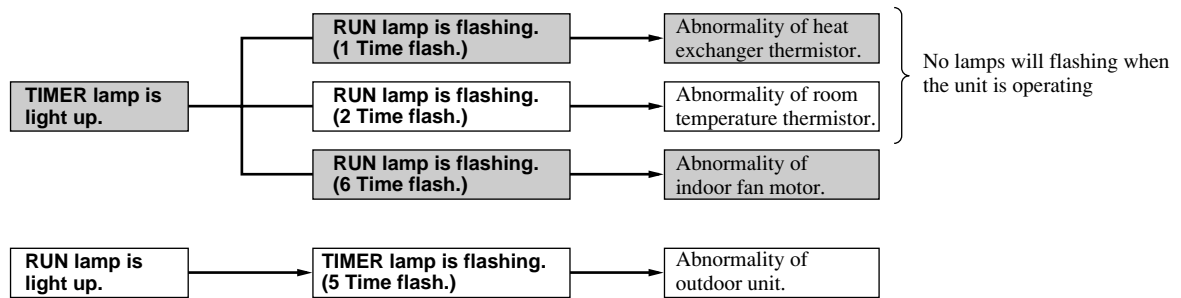 RUN lamp is flashing.
(1 Time flash.)
Abnormality of heat
exchanger thermistor.
No lamps will flashing when
the unit is operating
TIMER lamp is
light up.
RUN lamp is flashing.
(2 Time flash.)
Abnormality of room
temperature thermistor.
RUN lamp is flashing.
(6 Time flash.)
Abnormality of
indoor fan motor.
RUN lamp is
light up.
TIMER lamp is flashing.
(5 Time flash.)
Abnormality of
outdoor unit.